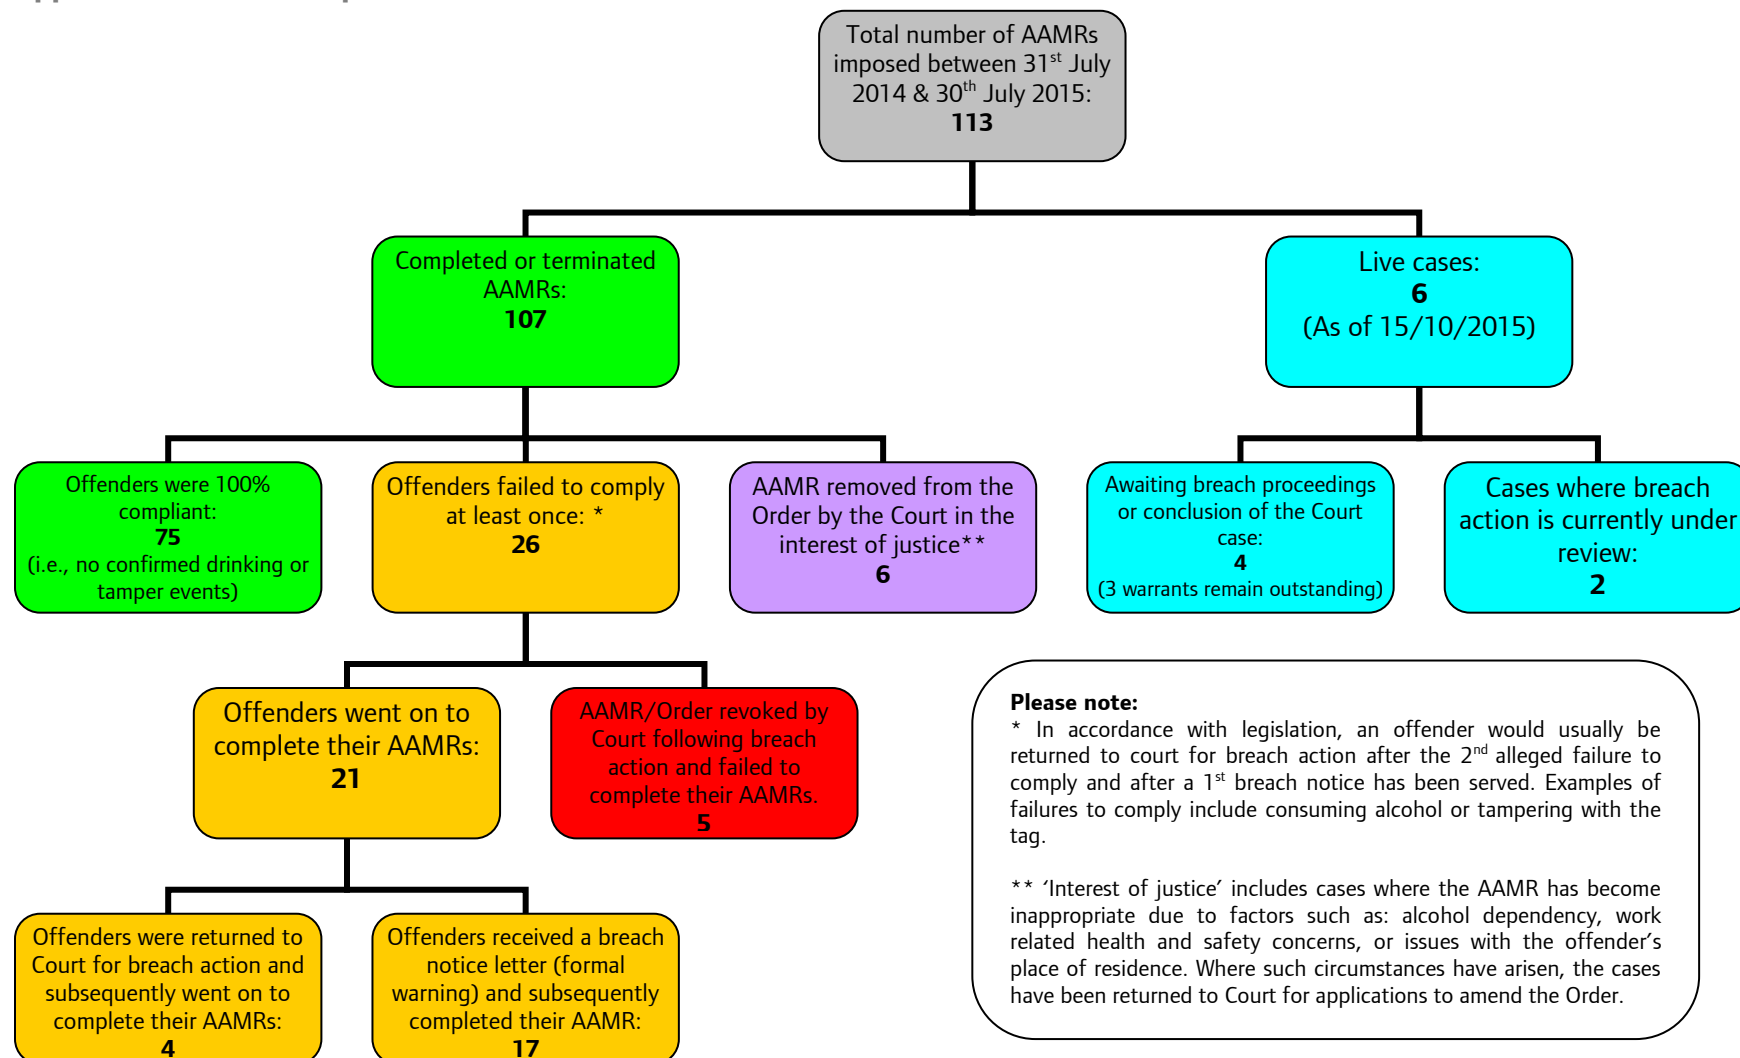 Total number of AAMRs
imposed between 31st July
2014 & 30th July 2015:
113
Completed or terminated
AAMRs:
107
Live cases:
6
(As of 15/10/2015)
Offenders were 100%
compliant:
75
(i.e., no confirmed drinking or
tamper events)
Offenders failed to comply
at least once: *
26
AAMR removed from the
Order by the Court in the
interest of justice**
6
Awaiting breach proceedings
or conclusion of the Court
case:
4
(3 warrants remain outstanding)
Cases where breach
action is currently under
review:
2
Offenders went on to
complete their AAMRs:
21
AAMR/Order revoked by
Court following breach
action and failed to
complete their AAMRs.
5
Please note:
* In accordance with legislation, an offender would usually be
returned to court for breach action after the 2nd alleged failure to
comply and after a 1st breach notice has been served. Examples of
failures to comply include consuming alcohol or tampering with the
tag.
** ‘Interest of justice’ includes cases where the AAMR has become
inappropriate due to factors such as: alcohol dependency, work
related health and safety concerns, or issues with the offender’s
place of residence. Where such circumstances have arisen, the cases
have been returned to Court for applications to amend the Order.
Offenders were returned to
Court for breach action and
subsequently went on to
complete their AAMRs:
4
Offenders received a breach
notice letter (formal
warning) and subsequently
completed their AAMR:
17